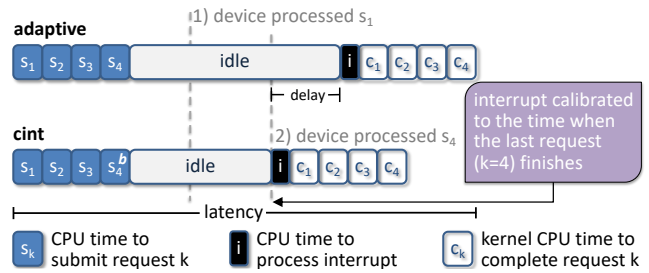 1) device processed s1
adaptive
s1 s2 s3 s4 idle i c1 c2 c3 c4
delay
interrupt calibrated
to the time when
the last request
(k=4) finishes
cint
2) device processed s4
s1 s2 s3 s4 b idle i c1 c2 c3 c4
latency
sk CPU time to
submit request k
i CPU time to
process interrupt
ck kernel CPU time to
complete request k